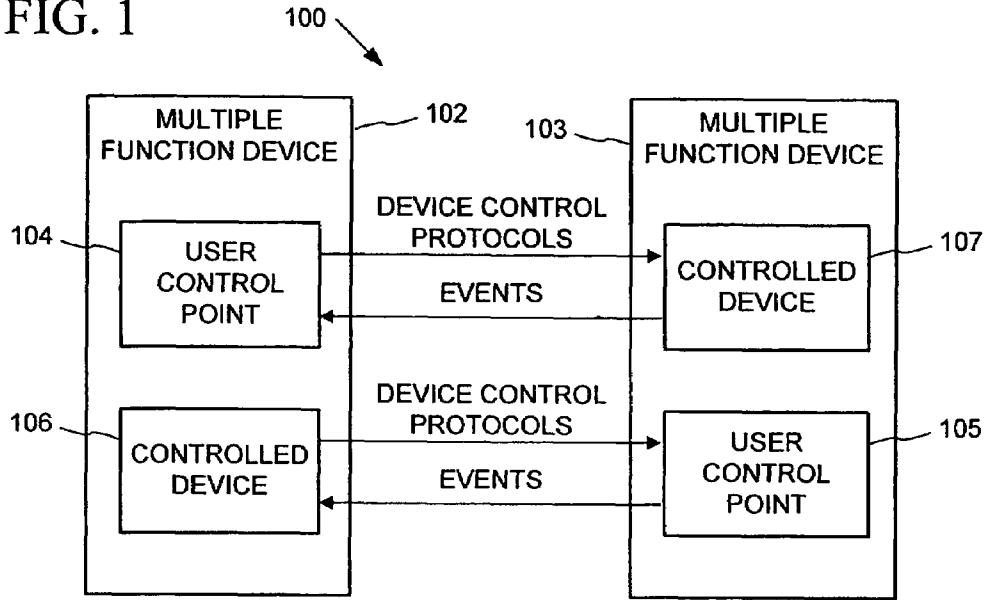 FIG. 1
100
MULTIPLE
FUNCTION DEVICE
102
103
MULTIPLE
FUNCTION DEVICE
104
USER
CONTROL
POINT
DEVICE CONTROL
PROTOCOLS
EVENTS
CONTROLLED
DEVICE
107
106
CONTROLLED
DEVICE
DEVICE CONTROL
PROTOCOLS
EVENTS
USER
CONTROL
POINT
105